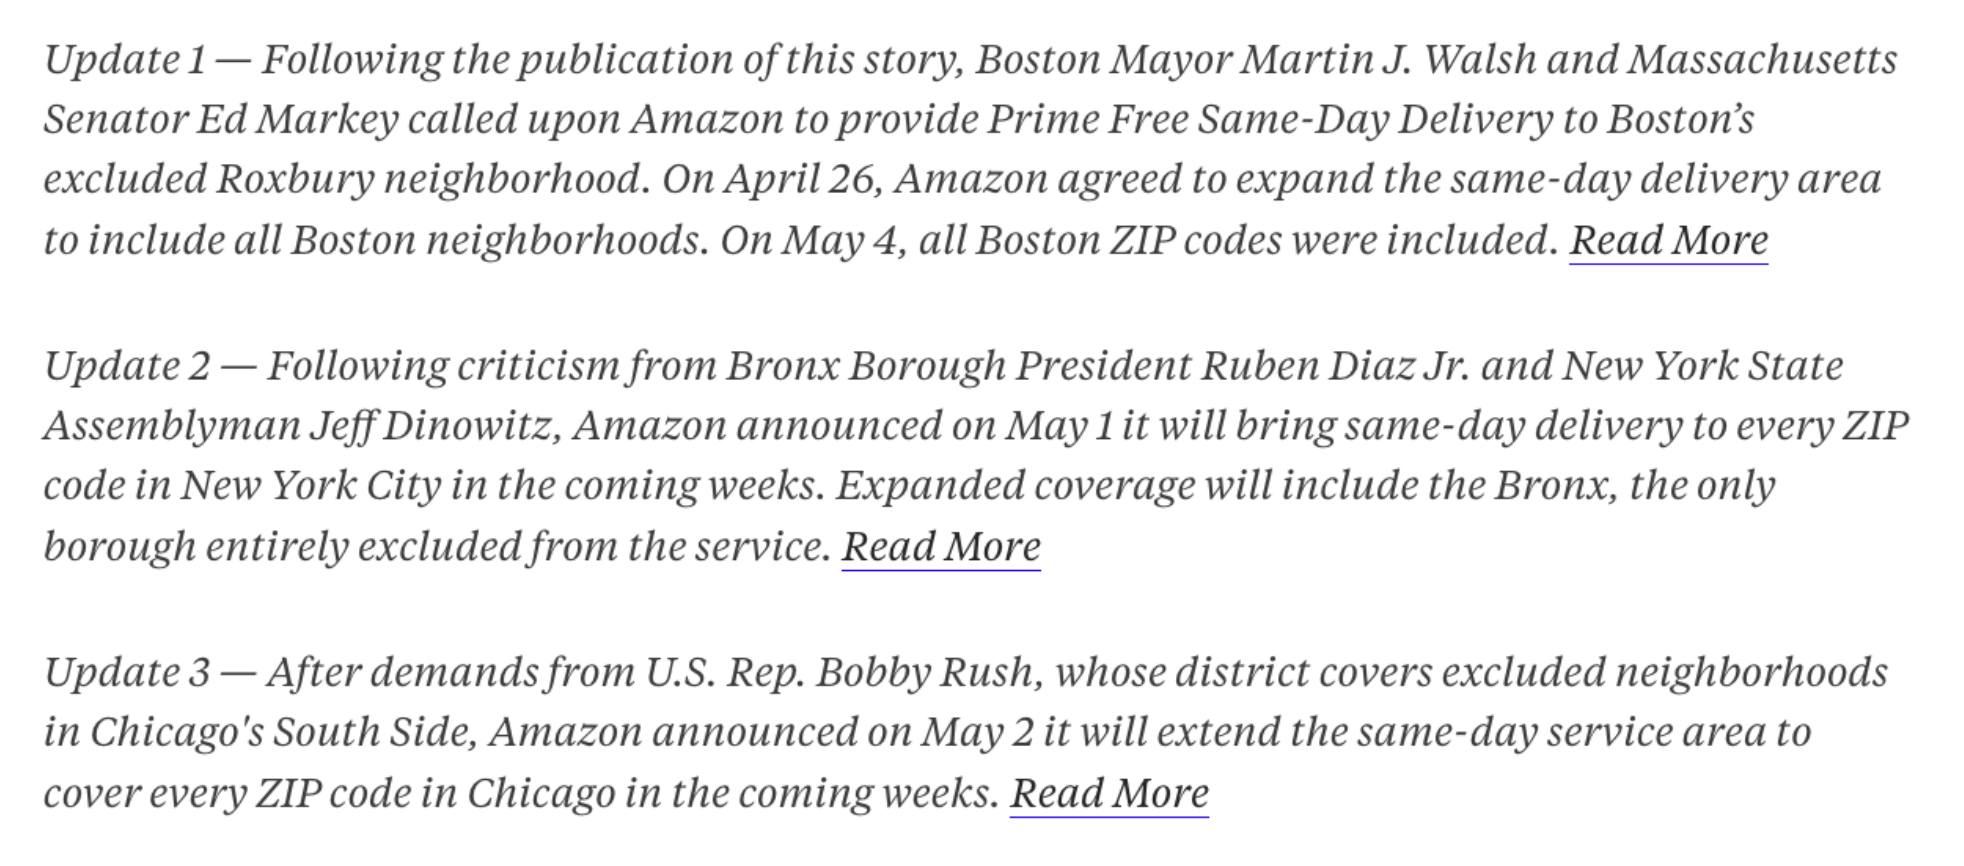 Update 1 — Following the publication of this story, Boston Mayor Martin J. Walsh and Massachusetts
Senator Ed Markey called upon Amazon to provide Prime Free Same-Day Delivery to Boston’s
excluded Roxbury neighborhood. On April 26, Amazon agreed to expand the same-day delivery area
to include all Boston neighborhoods. On May 4, all Boston ZIP codes were included. Read More
Update 2 — Following criticism from Bronx Borough President Ruben Diaz Jr. and New York State
Assemblyman Jeff Dinowitz, Amazon announced on May 1 it will bring same-day delivery to every ZIP
code in New York City in the coming weeks. Expanded coverage will include the Bronx, the only
borough entirely excluded from the service. Read More
Update 3 — After demands from U.S. Rep. Bobby Rush, whose district covers excluded neighborhoods
in Chicago's South Side, Amazon announced on May 2 it will extend the same-day service area to
cover every ZIP code in Chicago in the coming weeks. Read More